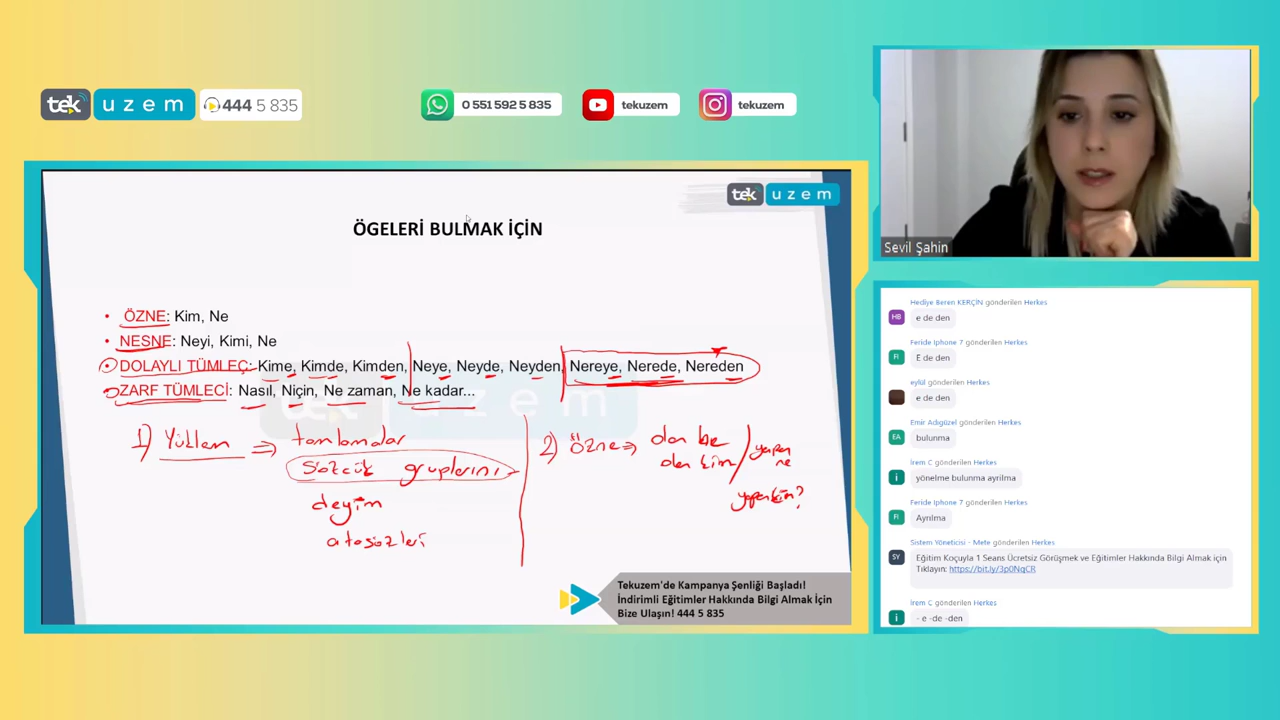 tek uzem 444 5 835
0 551 592 5 835
tekuzem
tekuzem
tek uzem
ÖGELERİ BULMAK İÇİN
• ÖZNE: Kim, Ne
• NESNE: Neyi, Kimi, Ne
• DOLAYLI TÜMLEÇ: Kime, Kimde, Kimden, Neye, Neyde, Neyden, Nereye, Nerede, Nereden
• ZARF TÜMLECİ: Nasıl, Niçin, Ne zaman, Ne kadar...
1) Yüklem ⇒ tamlamalar
sözcük gruplarını
deyim
atasözleri
2) Özne ⇒ olan ne / yapan ne
olan kim / yapan kim?
Tekuzem'de Kampanya Şenliği Başladı!
İndirimli Eğitimler Hakkında Bilgi Almak İçin
Bize Ulaşın! 444 5 835
Sevil Şahin
Hediye Beren KERÇİN gönderilen Herkes
HB e de den
Feride Iphone 7 gönderilen Herkes
FI E de den
eylül gönderilen Herkes
e de den
Emir Adıgüzel gönderilen Herkes
EA bulunma
İrem C gönderilen Herkes
i yönelme bulunma ayrilma
Feride Iphone 7 gönderilen Herkes
FI Ayrılma
Sistem Yöneticisi - Mete gönderilen Herkes
SY Eğitim Koçuyla 1 Seans Ücretsiz Görüşmek ve Eğitimler Hakkında Bilgi Almak için
Tıklayın: https://bit.ly/3p0NqCR
İrem C gönderilen Herkes
i - e -de -den